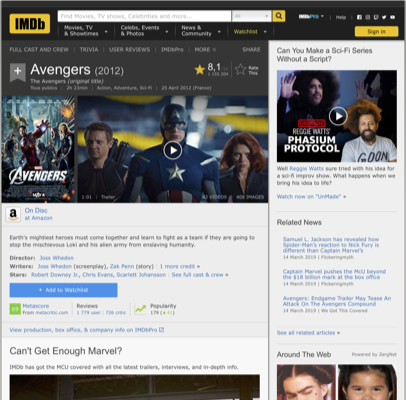 IMDb
Find Movies, TV shows, Celebrities and more...
All
IMDbPro
Help
Movies, TV & Showtimes
Celebs, Events & Photos
News & Community
Watchlist
Sign in
FULL CAST AND CREW | TRIVIA | USER REVIEWS | IMDbPro | MORE
SHARE
Avengers (2012)
The Avengers (original title)
Tous publics | 2h 23min | Action, Adventure, Sci-Fi | 25 April 2012 (France)
8,1
Rate This
AVENGERS
1:01 | Trailer
43 VIDEOS | 408 IMAGES
On Disc
at Amazon
Earth's mightiest heroes must come together and learn to fight as a team if they are going
to stop the mischievous Loki and his alien army from enslaving humanity.
Director: Joss Whedon
Writers: Joss Whedon (screenplay), Zak Penn (story) | 1 more credit »
Stars: Robert Downey Jr., Chris Evans, Scarlett Johansson | See full cast & crew »
+ Add to Watchlist
Metascore
From metacritic.com
Reviews
1 779 user | 726 critic
Popularity
View production, box office, & company info on IMDbPro
Can't Get Enough Marvel?
IMDb has got the MCU covered with all the latest trailers, interviews, and in-depth info.
Can You Make a Sci-Fi Series
Without a Script?
REGGIE WATTS'
PHASIUM
PROTOCOL
Well Reggie Watts sure tried with his idea for
a sci-fi improv show. What happens when we
bring his idea to life?
Watch now on "UnMade" »
Related News
Samuel L. Jackson has revealed how
Spider-Man's reaction to Nick Fury is
different than Captain Marvel's
14 March 2019 | Flickeringmyth
Captain Marvel pushes the MCU beyond
the $18 billion mark at the box office
14 March 2019 | Flickeringmyth
Avengers: Endgame Trailer May Tease An
Attack On The Avengers Compound
14 March 2019 | We Got This Covered
See all related articles »
Around The Web
Powered by ZergNet